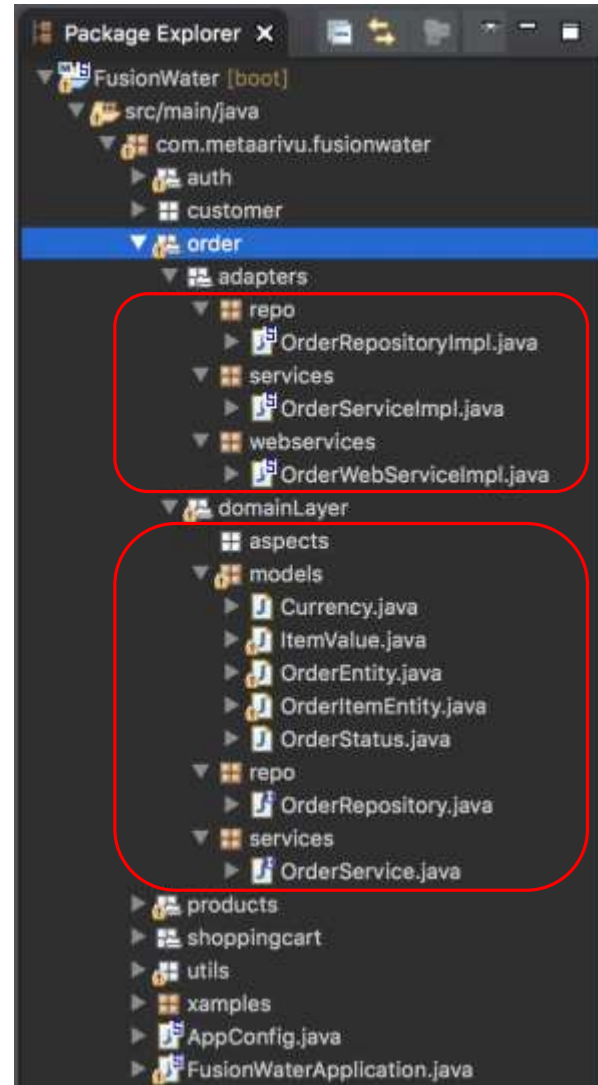 Package Explorer
FusionWater [boot]
src/main/java
com.metaarivu.fusionwater
auth
customer
order
adapters
repo
OrderRepositoryImpl.java
services
OrderServiceImpl.java
webservices
OrderWebServiceImpl.java
domainLayer
aspects
models
Currency.java
ItemValue.java
OrderEntity.java
OrderItemEntity.java
OrderStatus.java
repo
OrderRepository.java
services
OrderService.java
products
shoppingcart
utils
xamples
AppConfig.java
FusionWaterApplication.java